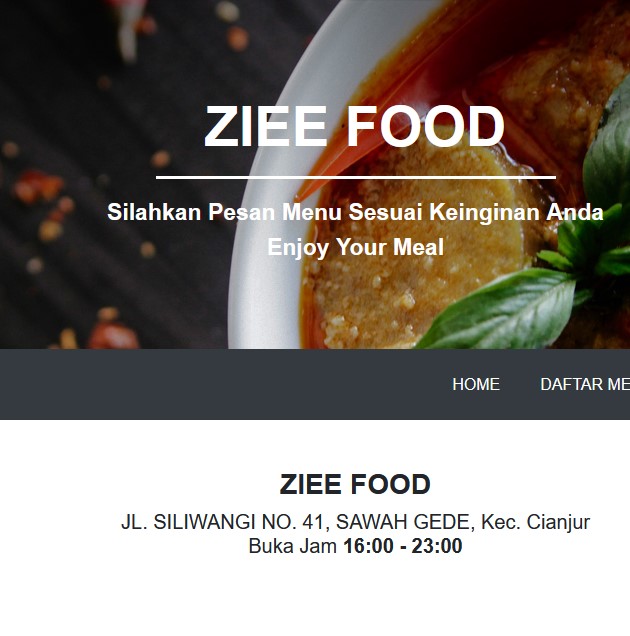 ZIEE FOOD
Silahkan Pesan Menu Sesuai Keinginan Anda
Enjoy Your Meal
HOME DAFTAR ME
ZIEE FOOD
JL. SILIWANGI NO. 41, SAWAH GEDE, Kec. Cianjur
Buka Jam 16:00 - 23:00